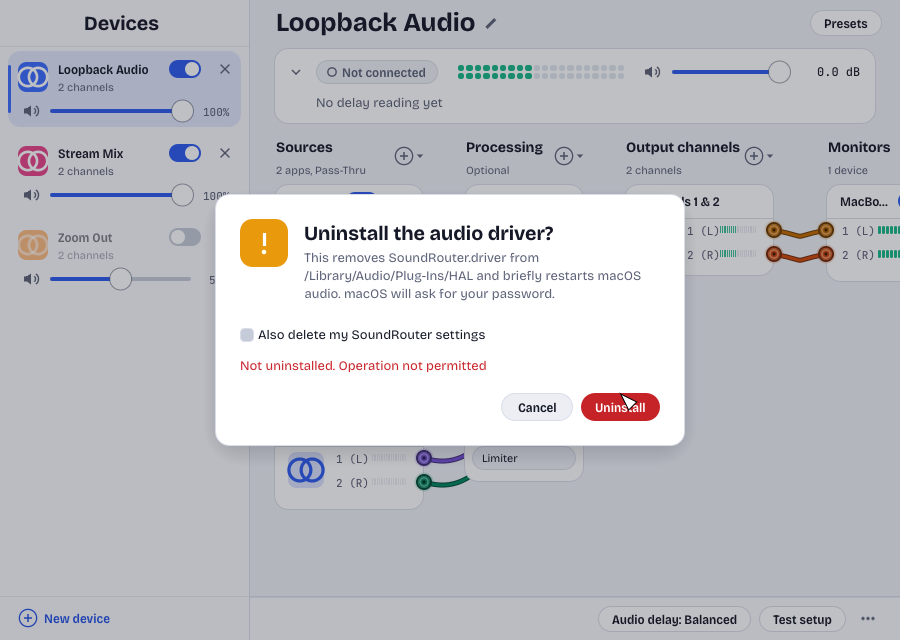 Devices
Loopback Audio
2 channels
100%
Stream Mix
2 channels
100%
Zoom Out
2 channels
New device
Loopback Audio
Presets
Not connected
0.0 dB
No delay reading yet
Sources
2 apps, Pass-Thru
Processing
Optional
Output channels
2 channels
Monitors
1 device
1 & 2
1 (L)
2 (R)
MacBo...
1 (L)
2 (R)
Uninstall the audio driver?
This removes SoundRouter.driver from
/Library/Audio/Plug-Ins/HAL and briefly restarts macOS
audio. macOS will ask for your password.
Also delete my SoundRouter settings
Not uninstalled. Operation not permitted
Cancel
Uninstall
1 (L)
2 (R)
Limiter
Audio delay: Balanced
Test setup